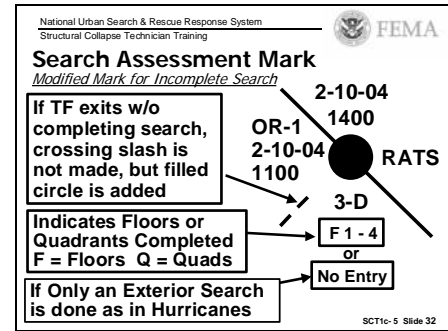 National Urban Search & Rescue Response System
Structural Collapse Technician Training
FEMA
Search Assessment Mark
Modified Mark for Incomplete Search
If TF exits w/o
completing search,
crossing slash is
not made, but filled
circle is added
2-10-04
1400
OR-1
2-10-04
1100
RATS
3-D
Indicates Floors or
Quadrants Completed
F = Floors Q = Quads
F 1 - 4
or
No Entry
If Only an Exterior Search
is done as in Hurricanes
SCT1c- 5 Slide 32